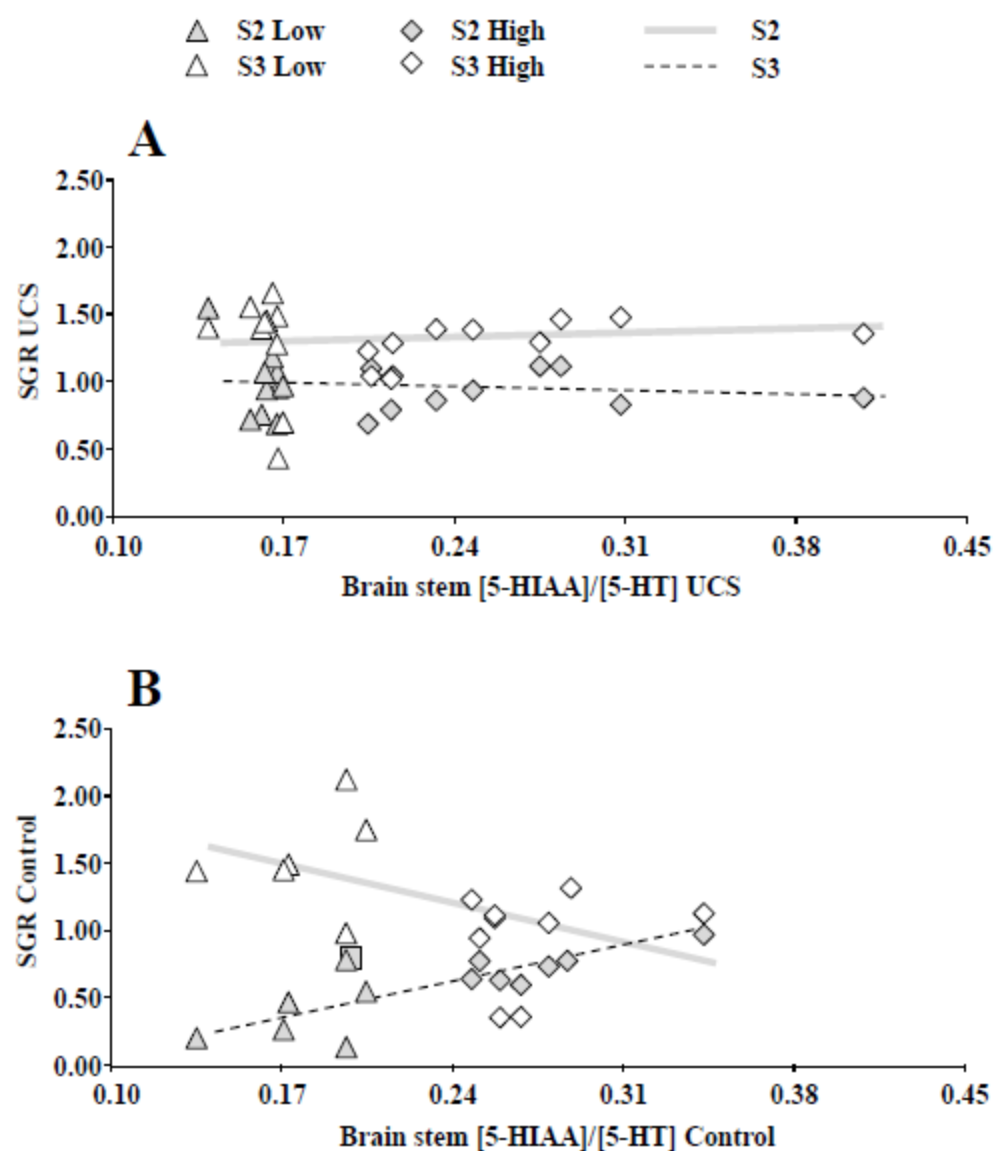 S2 Low S2 High S2
S3 Low S3 High S3
A
2.50
2.00
1.50
1.00
0.50
0.00
SGR UCS
0.10 0.17 0.24 0.31 0.38 0.45
Brain stem [5-HIAA]/[5-HT] UCS
B
2.50
2.00
1.50
1.00
0.50
0.00
SGR Control
0.10 0.17 0.24 0.31 0.38 0.45
Brain stem [5-HIAA]/[5-HT] Control